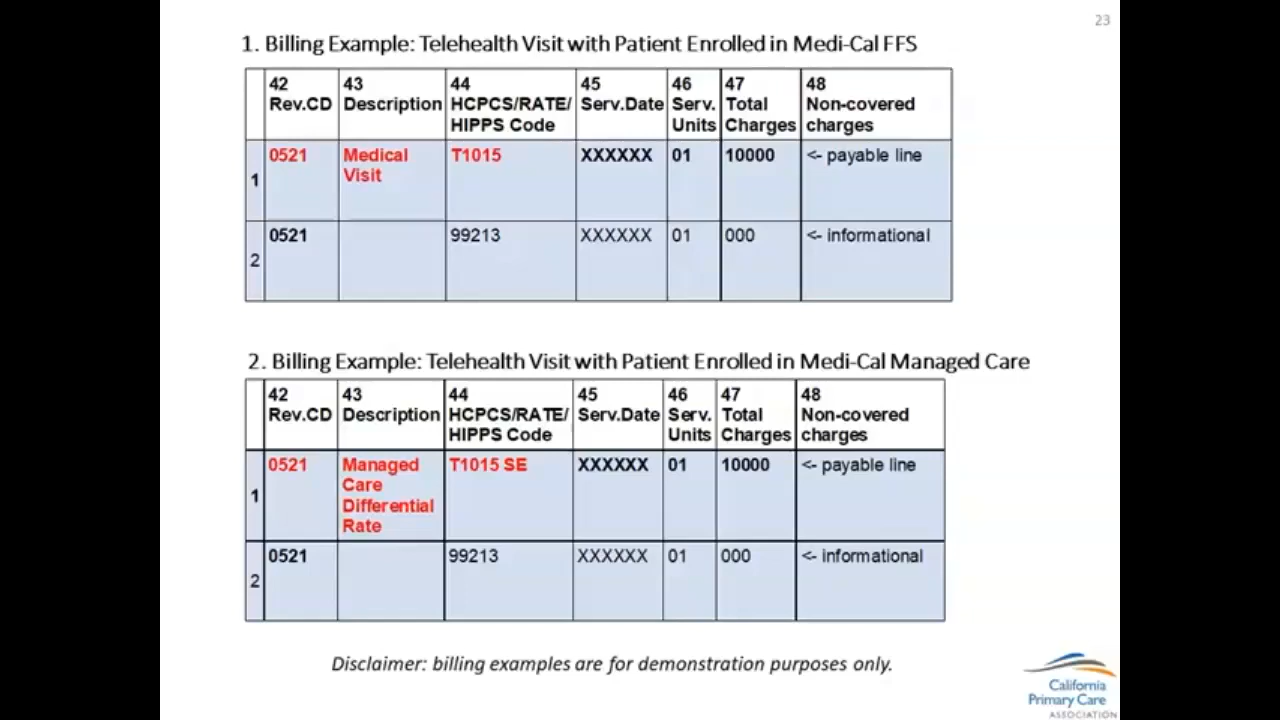 23
1. Billing Example: Telehealth Visit with Patient Enrolled in Medi-Cal FFS
42 43 44 45 46 47 48
Rev.CD Description HCPCS/RATE/ Serv.Date Serv. Total Non-covered
HIPPS Code Units Charges charges
0521 Medical T1015 XXXXXX 01 10000 <- payable line
Visit
1
0521 99213 XXXXXX 01 000 <- informational
2
2. Billing Example: Telehealth Visit with Patient Enrolled in Medi-Cal Managed Care
42 43 44 45 46 47 48
Rev.CD Description HCPCS/RATE/ Serv.Date Serv. Total Non-covered
HIPPS Code Units Charges charges
0521 Managed T1015 SE XXXXXX 01 10000 <- payable line
Care
1
Differential
Rate
0521 99213 XXXXXX 01 000 <- informational
2
Disclaimer: billing examples are for demonstration purposes only.
California
Primary Care
ASSOCIATION